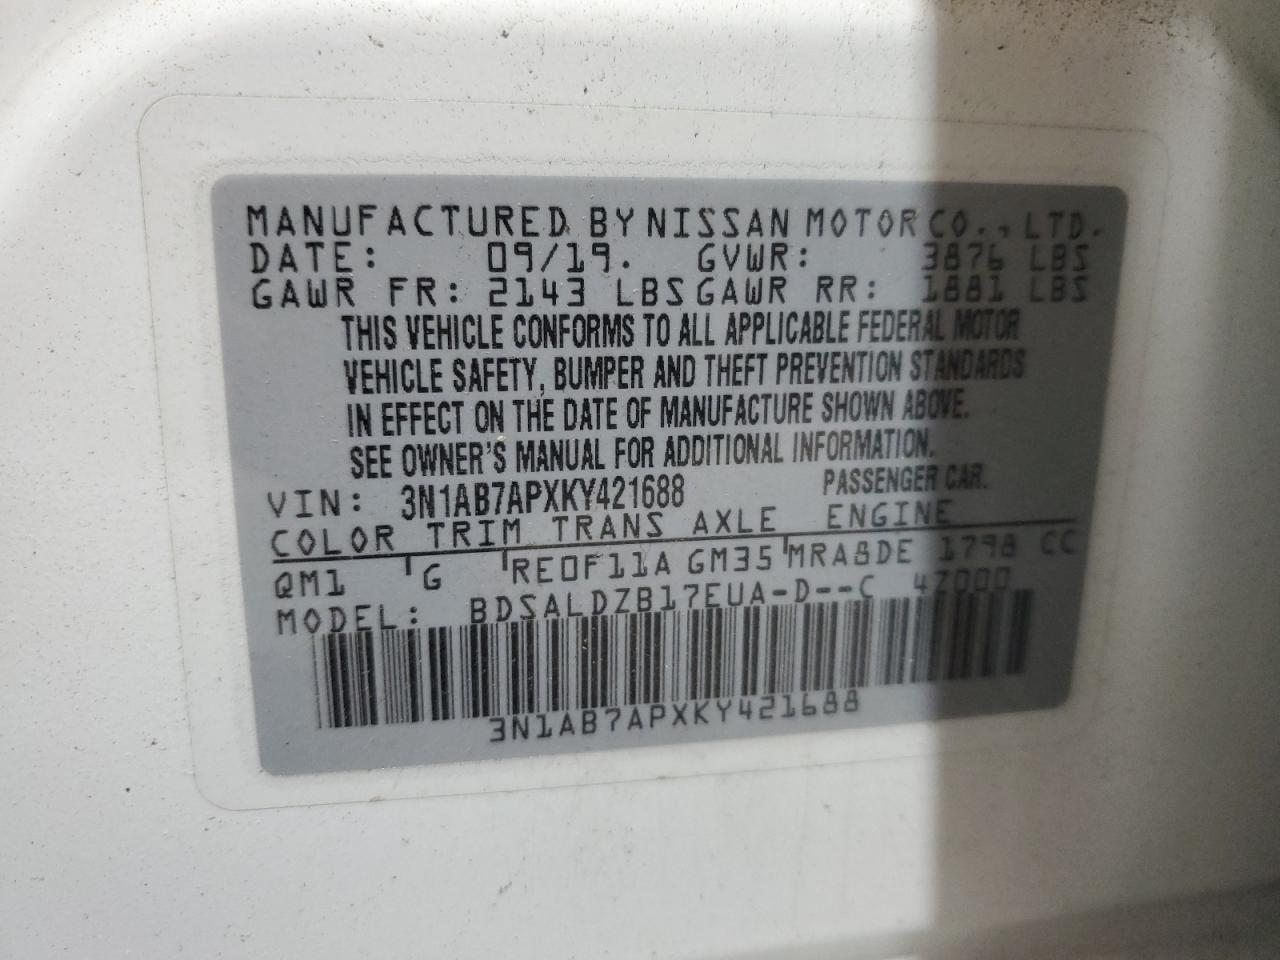 MANUFACTURED BY NISSAN MOTOR CO., LTD.
DATE: 09/19. GVWR: 3876 LBS
GAWR FR: 2143 LBS GAWR RR: 1881 LBS
THIS VEHICLE CONFORMS TO ALL APPLICABLE FEDERAL MOTOR
VEHICLE SAFETY, BUMPER AND THEFT PREVENTION STANDARDS
IN EFFECT ON THE DATE OF MANUFACTURE SHOWN ABOVE.
SEE OWNER'S MANUAL FOR ADDITIONAL INFORMATION.
VIN: 3N1AB7APXKY421688 PASSENGER CAR.
COLOR TRIM TRANS AXLE ENGINE
QM1 G RE0F11A GM35 MRA8DE 1798 CC
MODEL: BDSALDZB17EUA-D--C 4Z000
3N1AB7APXKY421688